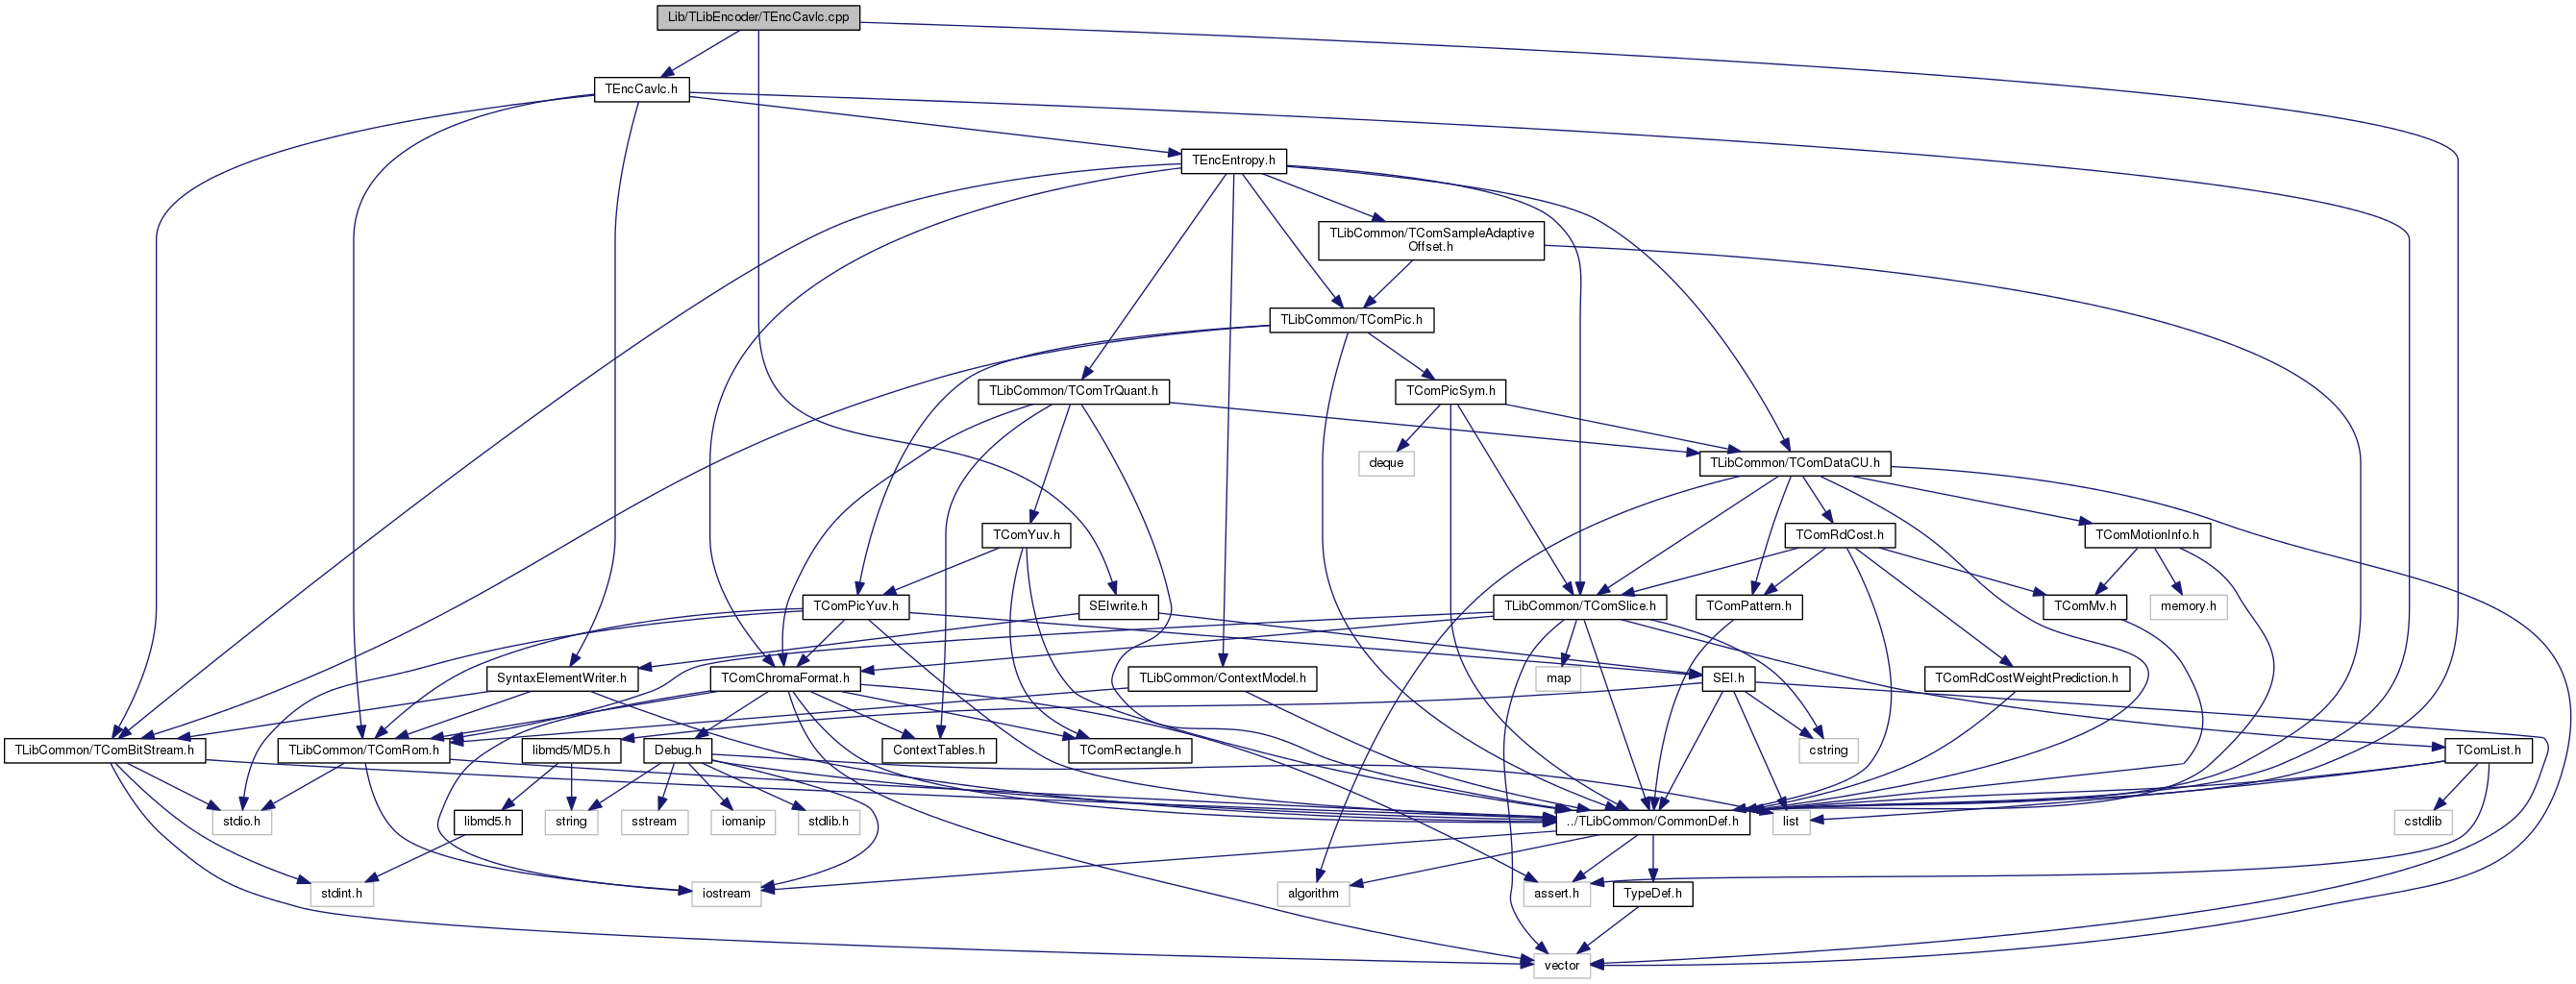 Lib/TLibEncoder/TEncCavlc.cpp
TEncCavlc.h
TEncEntropy.h
TLibCommon/TComSampleAdaptive
Offset.h
TLibCommon/TComPic.h
TLibCommon/TComTrQuant.h
TComPicSym.h
deque
TLibCommon/TComDataCU.h
TComYuv.h
TComRdCost.h
TComMotionInfo.h
TComPicYuv.h
SEIwrite.h
TLibCommon/TComSlice.h
TComPattern.h
TComMv.h
memory.h
SyntaxElementWriter.h
TComChromaFormat.h
TLibCommon/ContextModel.h
map
SEI.h
TComRdCostWeightPrediction.h
TLibCommon/TComBitStream.h
TLibCommon/TComRom.h
libmd5/MD5.h
Debug.h
ContextTables.h
TComRectangle.h
cstring
TComList.h
stdio.h
libmd5.h
string
sstream
iomanip
stdlib.h
../TLibCommon/CommonDef.h
list
cstdlib
stdint.h
iostream
algorithm
assert.h
TypeDef.h
vector